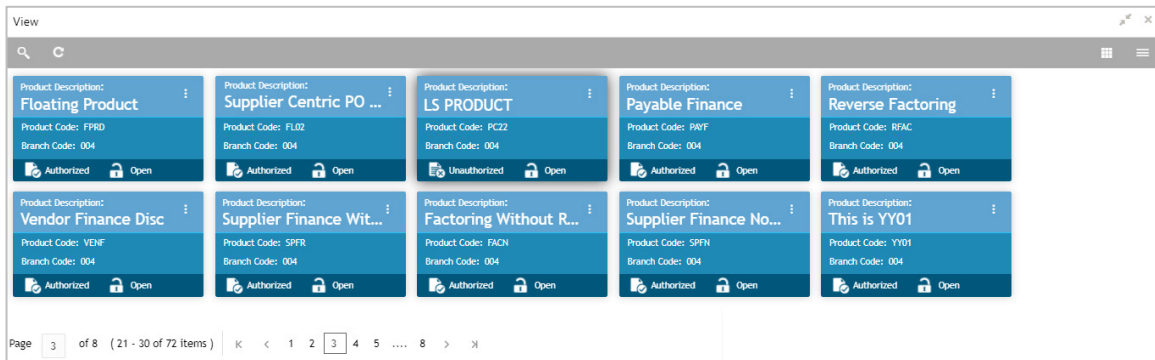 View
Product Description:
Floating Product
Product Code: FPRD
Branch Code: 004
Authorized Open
Product Description:
Supplier Centric PO ...
Product Code: FL02
Branch Code: 004
Authorized Open
Product Description:
LS PRODUCT
Product Code: PC22
Branch Code: 004
Unauthorized Open
Product Description:
Payable Finance
Product Code: PAYF
Branch Code: 004
Authorized Open
Product Description:
Reverse Factoring
Product Code: RFAC
Branch Code: 004
Authorized Open
Product Description:
Vendor Finance Disc
Product Code: VENF
Branch Code: 004
Authorized Open
Product Description:
Supplier Finance Wit...
Product Code: SPFR
Branch Code: 004
Authorized Open
Product Description:
Factoring Without R...
Product Code: FACN
Branch Code: 004
Authorized Open
Product Description:
Supplier Finance No...
Product Code: SPFN
Branch Code: 004
Authorized Open
Product Description:
This is YY01
Product Code: YY01
Branch Code: 004
Authorized Open
Page 3 of 8 ( 21 - 30 of 72 items ) 1 2 3 4 5 .... 8